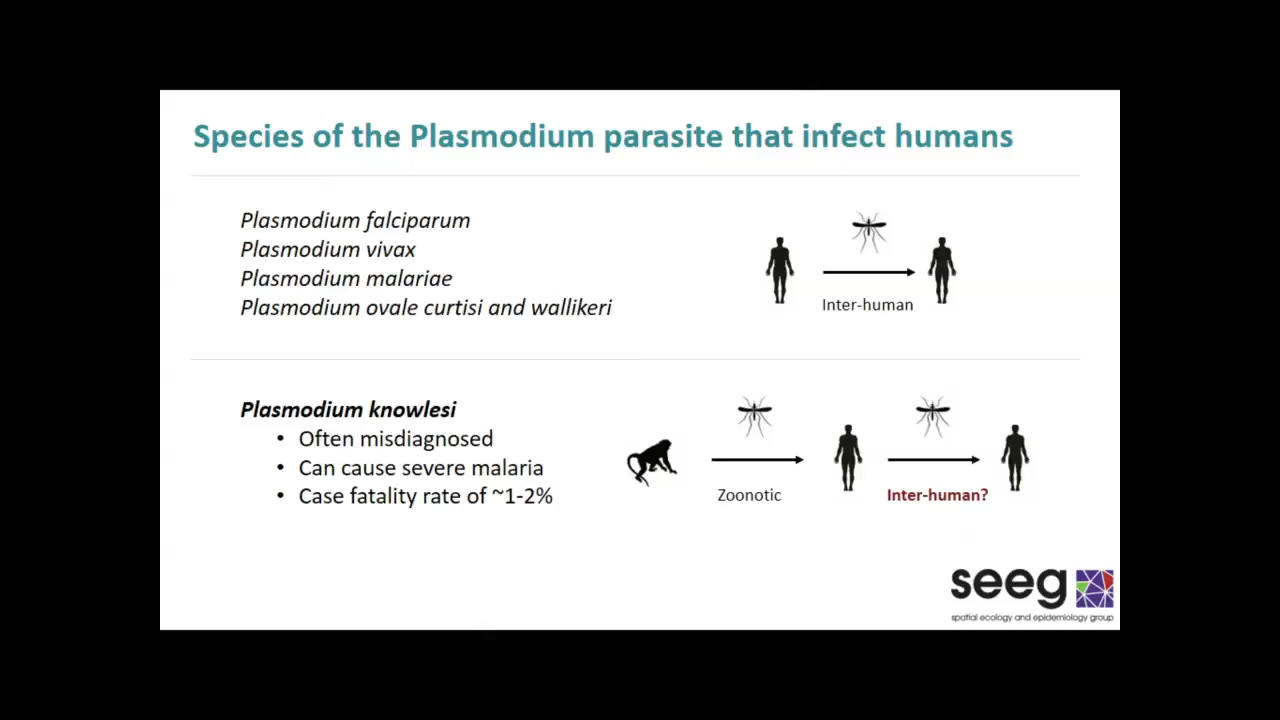 Species of the Plasmodium parasite that infect humans
Plasmodium falciparum
Plasmodium vivax
Plasmodium malariae
Plasmodium ovale curtisi and wallikeri
Inter-human
Plasmodium knowlesi
• Often misdiagnosed
• Can cause severe malaria
• Case fatality rate of ~1-2%
Zoonotic
Inter-human?
seeg
spatial ecology and epidemiology group